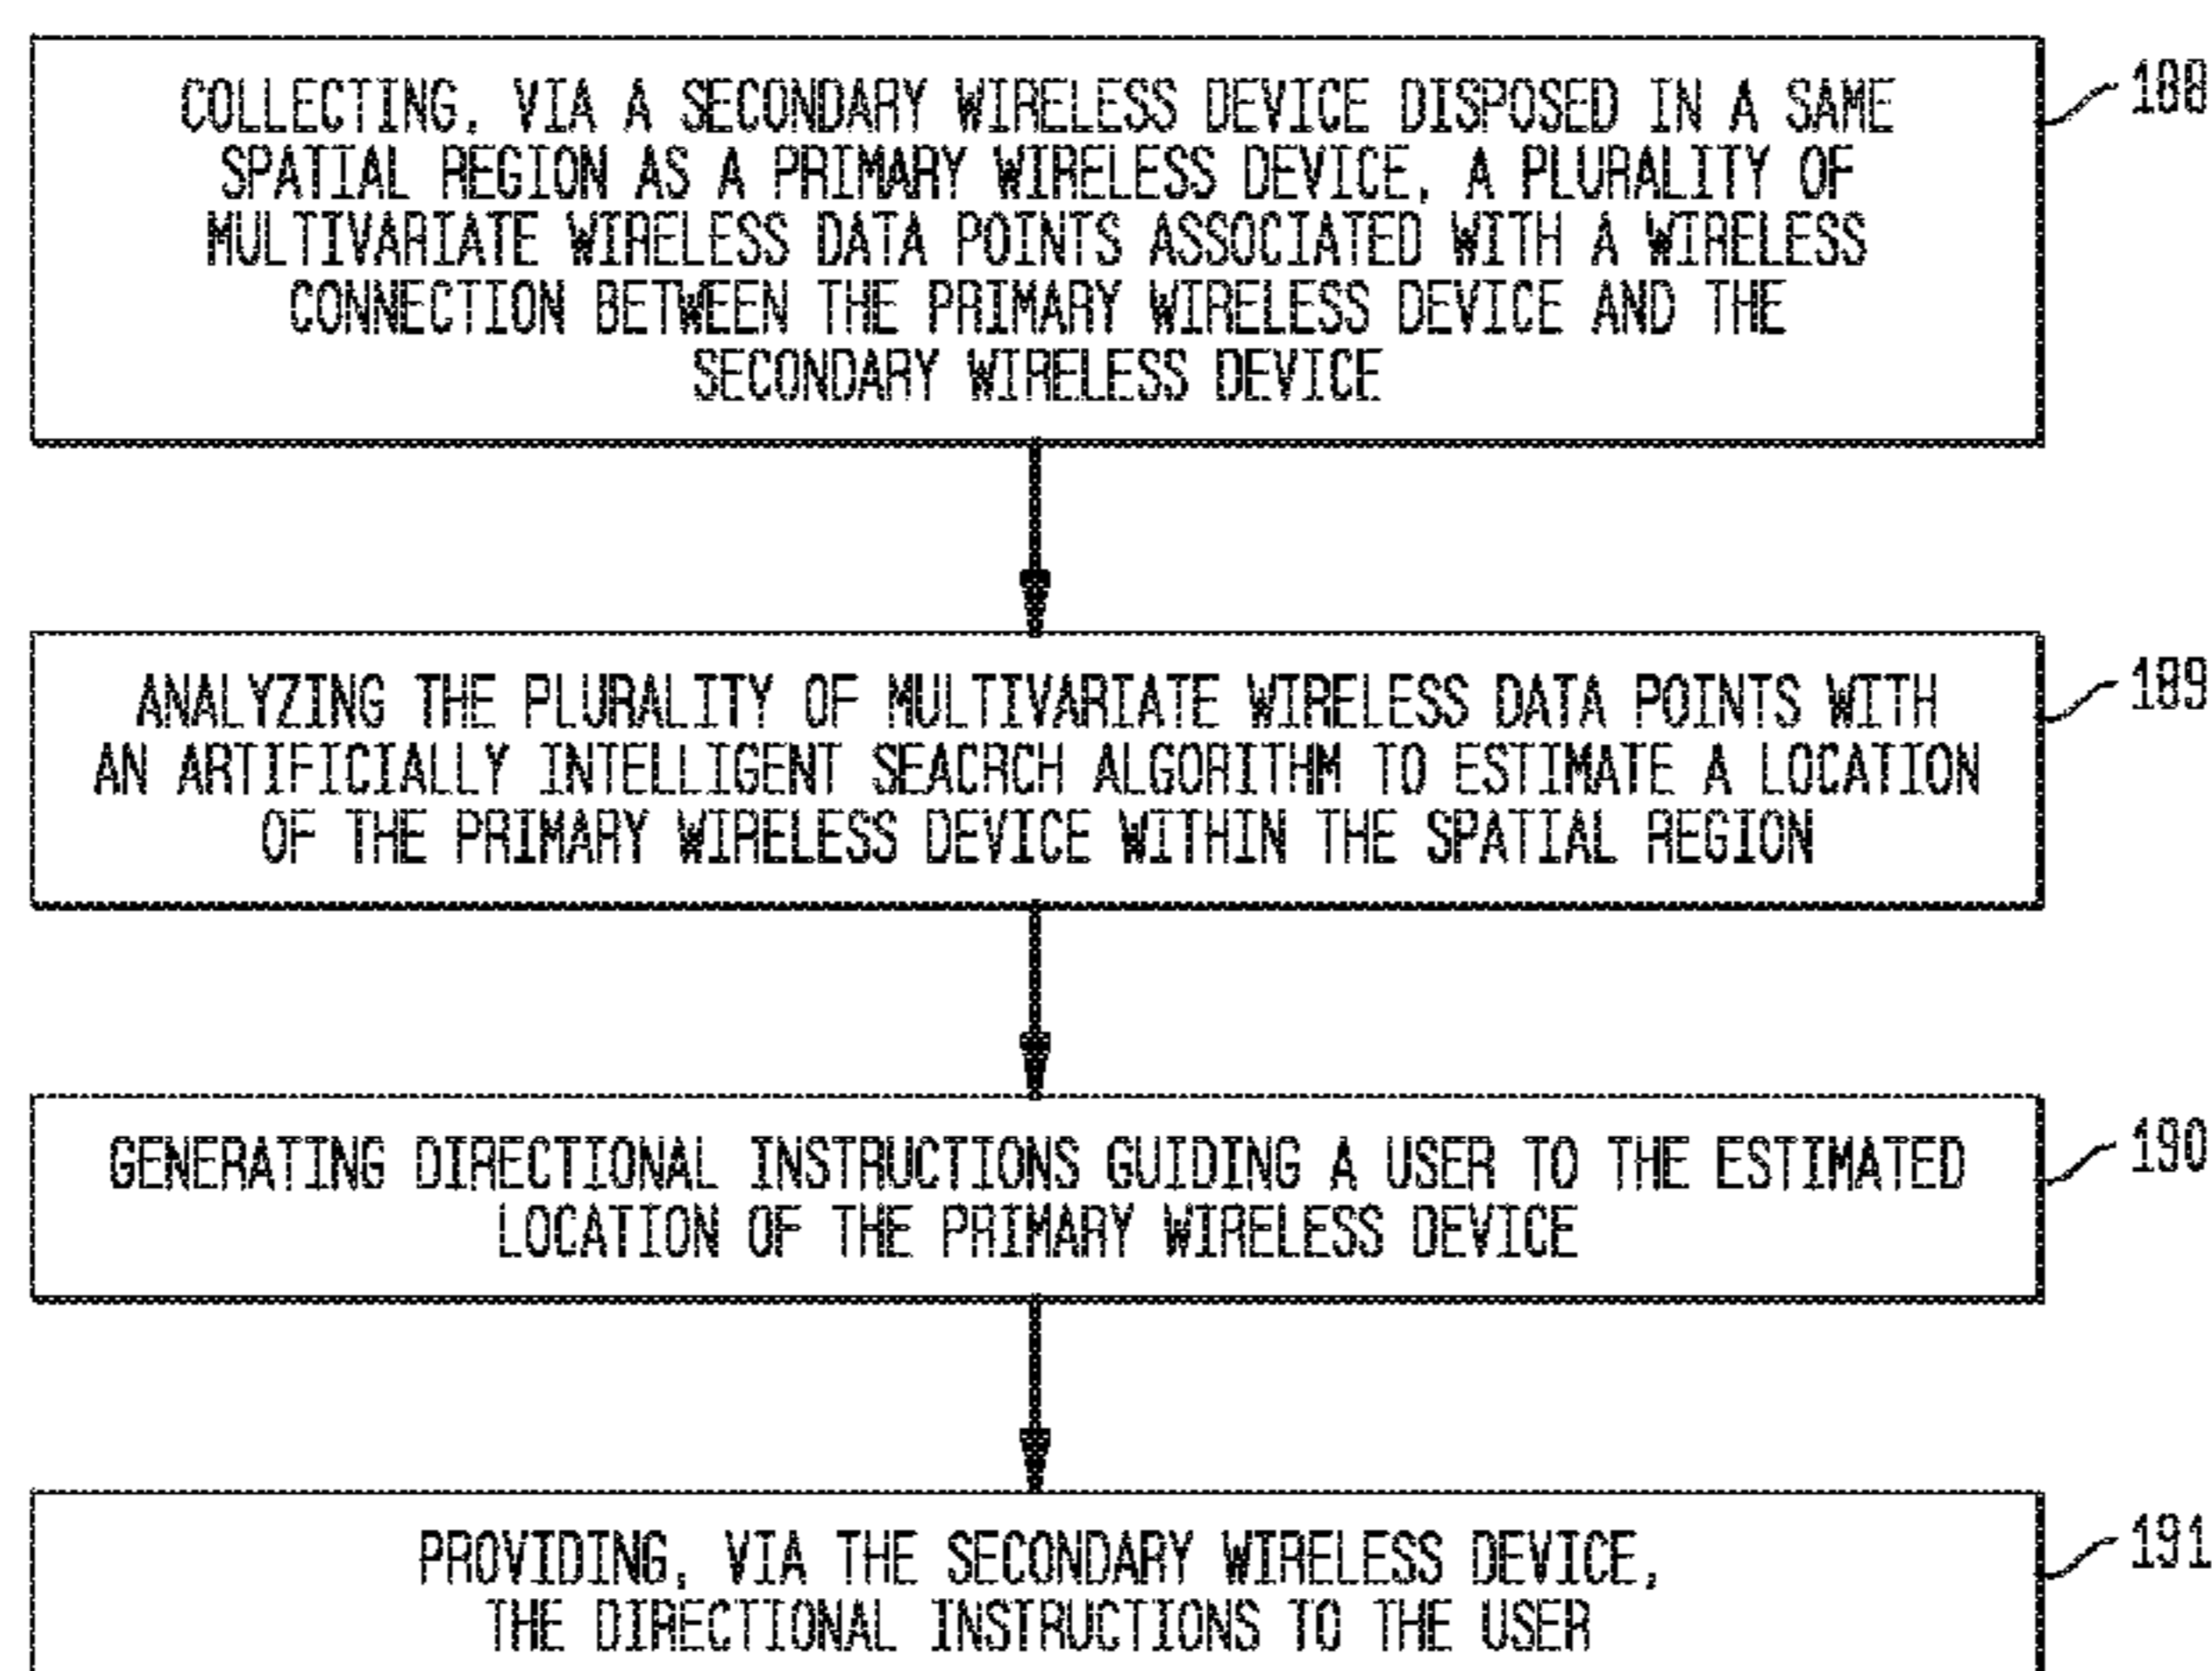 COLLECTING, VIA A SECONDARY WIRELESS DEVICE DISPOSED IN A SAME
SPATIAL REGION AS A PRIMARY WIRELESS DEVICE, A PLURALITY OF
MULTIVARIATE WIRELESS DATA POINTS ASSOCIATED WITH A WIRELESS
CONNECTION BETWEEN THE PRIMARY WIRELESS DEVICE AND THE
SECONDARY WIRELESS DEVICE
188
ANALYZING THE PLURALITY OF MULTIVARIATE WIRELESS DATA POINTS WITH
AN ARTIFICIALLY INTELLIGENT SEACRCH ALGORITHM TO ESTIMATE A LOCATION
OF THE PRIMARY WIRELESS DEVICE WITHIN THE SPATIAL REGION
189
GENERATING DIRECTIONAL INSTRUCTIONS GUIDING A USER TO THE ESTIMATED
LOCATION OF THE PRIMARY WIRELESS DEVICE
190
PROVIDING, VIA THE SECONDARY WIRELESS DEVICE,
THE DIRECTIONAL INSTRUCTIONS TO THE USER
191